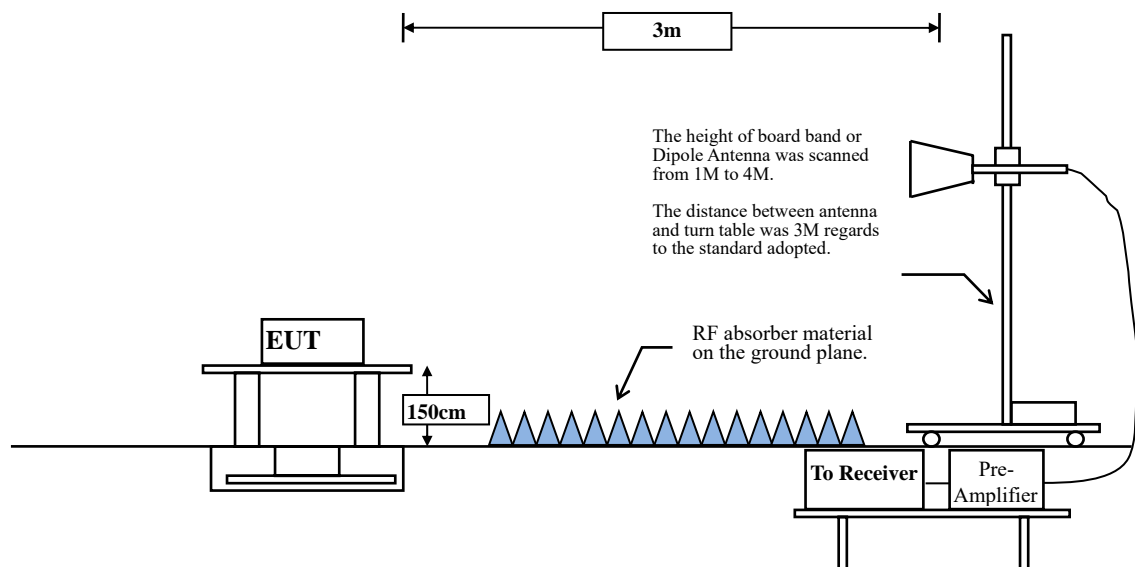 3m
The height of board band or
Dipole Antenna was scanned
from 1M to 4M.
The distance between antenna
and turn table was 3M regards
to the standard adopted.
EUT
RF absorber material
on the ground plane.
150cm
To Receiver
Pre-
Amplifier